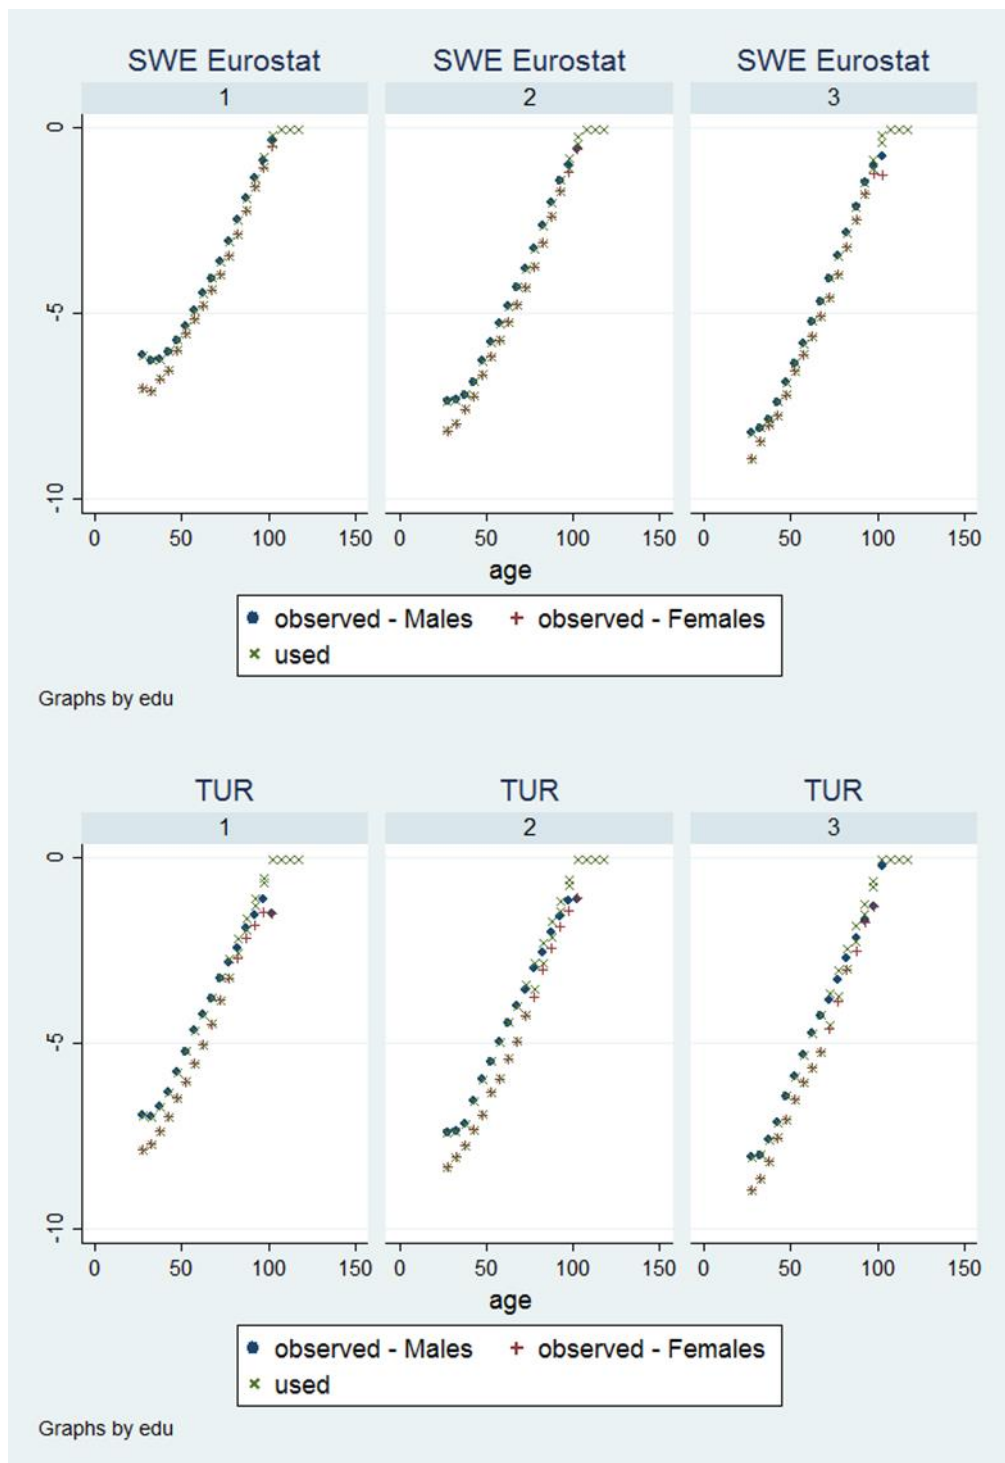 SWE Eurostat SWE Eurostat SWE Eurostat
1 2 3
0
-5
-10
0 50 100 150 0 50 100 150 0 50 100 150
age
observed - Males observed - Females
used
Graphs by edu
TUR TUR TUR
1 2 3
0
-5
-10
0 50 100 150 0 50 100 150 0 50 100 150
age
observed - Males observed - Females
used
Graphs by edu